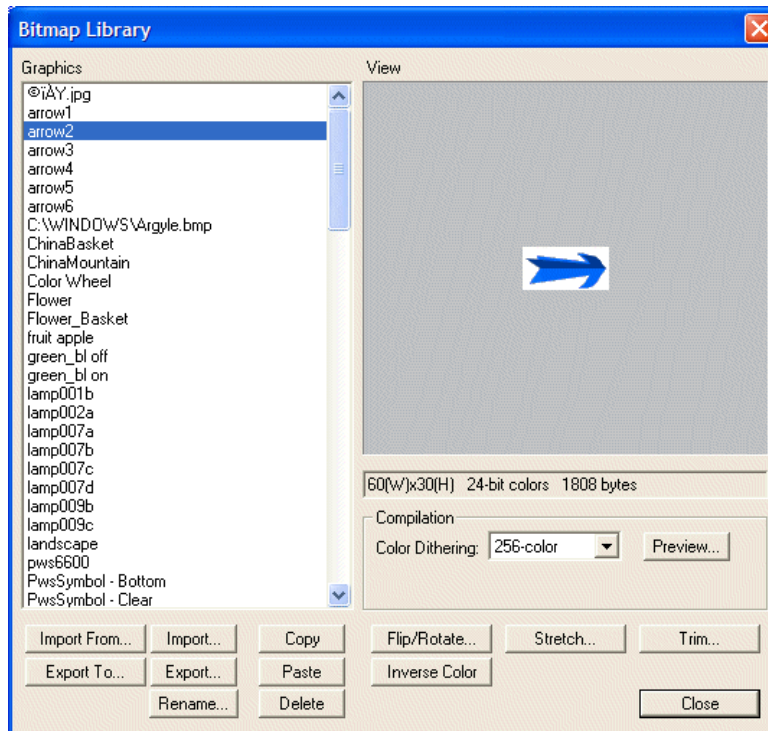 Bitmap Library
Graphics
View
©ïÀY.jpg
arrow1
arrow2
arrow3
arrow4
arrow5
arrow6
C:\WINDOWS\Argyle.bmp
ChinaBasket
ChinaMountain
Color Wheel
Flower
Flower_Basket
fruit apple
green_bl off
green_bl on
lamp001b
lamp002a
lamp007a
lamp007b
lamp007c
lamp007d
lamp009b
lamp009c
landscape
pws6600
PwsSymbol - Bottom
PwsSymbol - Clear
60(W)x30(H) 24-bit colors 1808 bytes
Compilation
Color Dithering: 256-color Preview...
Import From... Import... Copy Flip/Rotate... Stretch... Trim...
Export To... Export... Paste Inverse Color
Rename... Delete Close